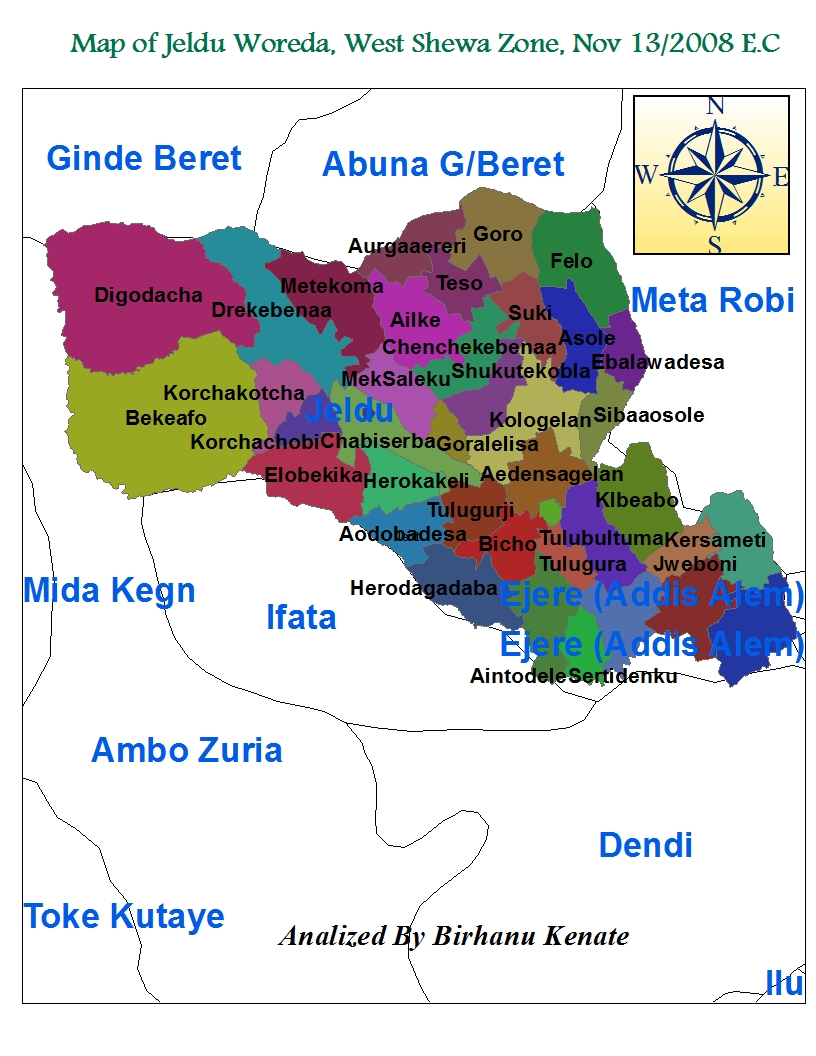 Map of Jeldu Woreda, West Shewa Zone, Nov 13/2008 E.C
N
W E
S
Ginde Beret
Abuna G/Beret
Goro
Aurgaaereri
Felo
Teso
Metekoma
Digodacha
Meta Robi
Drekebenaa
Suki
Ailke
Asole
Chenchekebenaa
Ebalawadesa
Shukutekobla
MekSaleku
Korchakotcha
Jeldu
Bekeafo
Kologelan
Sibaaosole
Korchachobi
Chabiserba
Goralelisa
Elobekika
Herokakeli
Aedensagelan
Klbeabo
Tulugurji
Aodobadesa
Bicho
Tulubultuma
Kersameti
Tulugura
Jweboni
Herodagadaba
Mida Kegn
Ejere (Addis Alem)
Ifata
Ejere (Addis Alem)
Aintodele
Sertidenku
Ambo Zuria
Dendi
Toke Kutaye
Analized By Birhanu Kenate
Ilu